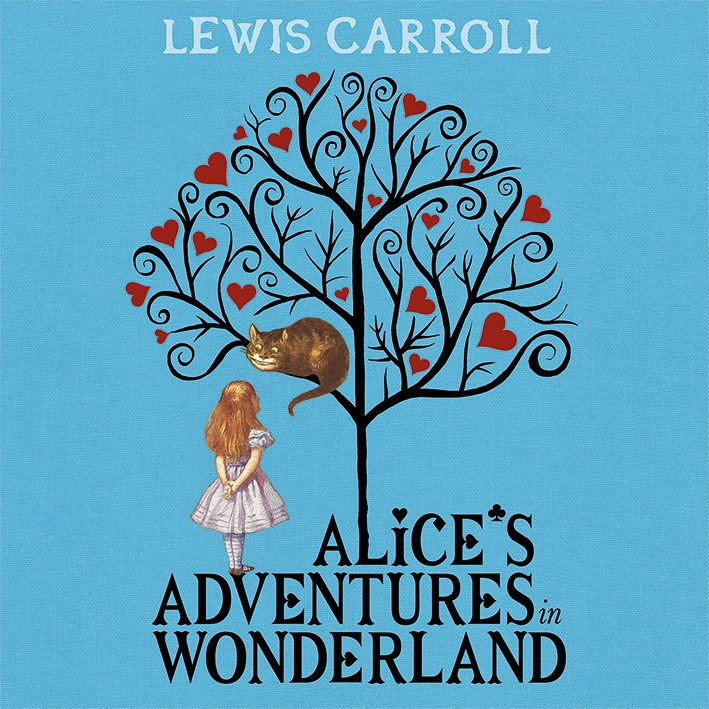 LEWIS CARROLL
ALiCE'S
ADVENTURES in
WONDERLAND